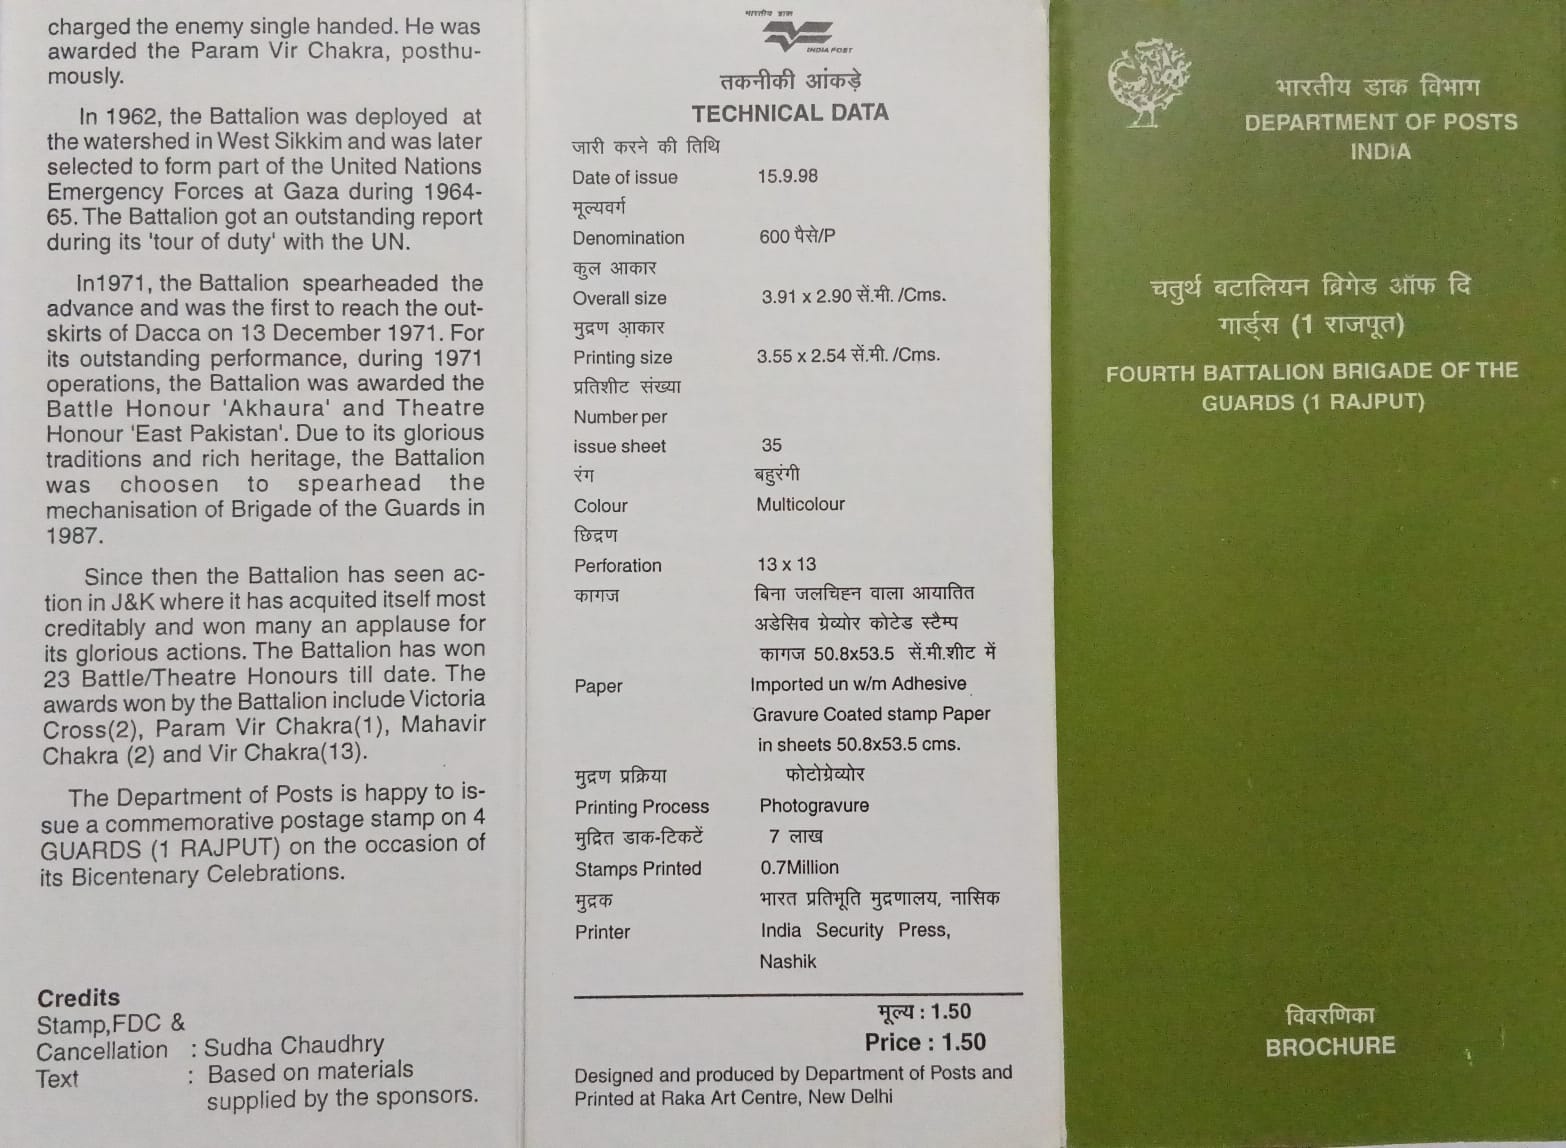 charged the enemy single handed. He was
awarded the Param Vir Chakra, posthu-
mously.
In 1962, the Battalion was deployed at
the watershed in West Sikkim and was later
selected to form part of the United Nations
Emergency Forces at Gaza during 1964-
65. The Battalion got an outstanding report
during its 'tour of duty' with the UN.
In1971, the Battalion spearheaded the
advance and was the first to reach the out-
skirts of Dacca on 13 December 1971. For
its outstanding performance, during 1971
operations, the Battalion was awarded the
Battle Honour 'Akhaura' and Theatre
Honour 'East Pakistan'. Due to its glorious
traditions and rich heritage, the Battalion
was choosen to spearhead the
mechanisation of Brigade of the Guards in
1987.
Since then the Battalion has seen ac-
tion in J&K where it has acquited itself most
creditably and won many an applause for
its glorious actions. The Battalion has won
23 Battle/Theatre Honours till date. The
awards won by the Battalion include Victoria
Cross(2), Param Vir Chakra(1), Mahavir
Chakra (2) and Vir Chakra(13).
The Department of Posts is happy to is-
sue a commemorative postage stamp on 4
GUARDS (1 RAJPUT) on the occasion of
its Bicentenary Celebrations.
Credits
Stamp,FDC &
Cancellation : Sudha Chaudhry
Text : Based on materials
supplied by the sponsors.
भारतीय डाक
INDIA POST
तकनीकी आंकड़े
TECHNICAL DATA
जारी करने की तिथि
Date of issue 15.9.98
मूल्यवर्ग
Denomination 600 पैसे/P
कुल आकार
Overall size 3.91 x 2.90 सें.मी. /Cms.
मुद्रण आकार
Printing size 3.55 x 2.54 सें.मी. /Cms.
प्रतिशीट संख्या
Number per
issue sheet 35
रंग बहुरंगी
Colour Multicolour
छिद्रण
Perforation 13 x 13
कागज बिना जलचिह्न वाला आयातित
अडेसिव ग्रेव्योर कोटेड स्टैम्प
कागज 50.8x53.5 सें.मी.शीट में
Paper Imported un w/m Adhesive
Gravure Coated stamp Paper
in sheets 50.8x53.5 cms.
मुद्रण प्रक्रिया फोटोग्रेव्योर
Printing Process Photogravure
मुद्रित डाक-टिकटें 7 लाख
Stamps Printed 0.7Million
मुद्रक भारत प्रतिभूति मुद्रणालय, नासिक
Printer India Security Press,
Nashik
मूल्य : 1.50
Price : 1.50
Designed and produced by Department of Posts and
Printed at Raka Art Centre, New Delhi
भारतीय डाक विभाग
DEPARTMENT OF POSTS
INDIA
चतुर्थ बटालियन ब्रिगेड ऑफ दि
गार्ड्स (1 राजपूत)
FOURTH BATTALION BRIGADE OF THE
GUARDS (1 RAJPUT)
विवरणिका
BROCHURE